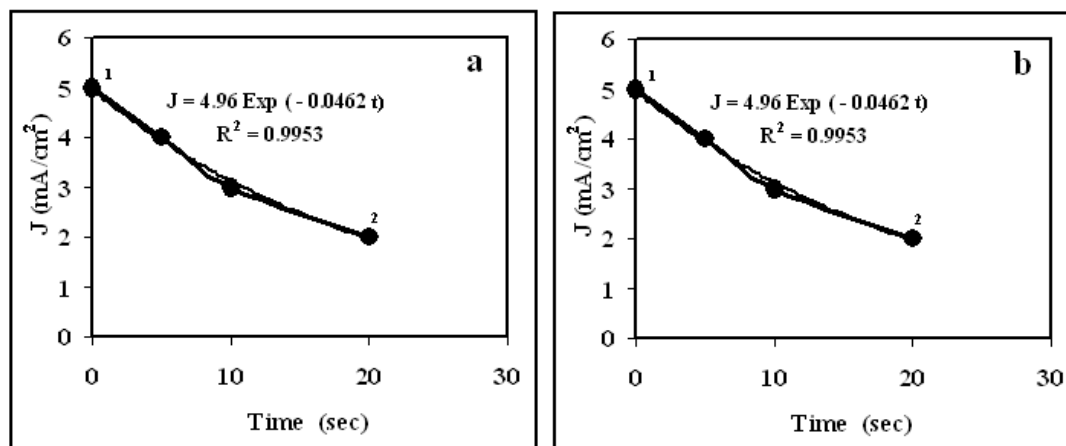 a
6
5
4
3
2
1
0
J (mA/cm²)
1
J = 4.96 Exp ( - 0.0462 t)
R² = 0.9953
2
0 10 20 30
Time (sec)
b
6
5
4
3
2
1
0
J (mA/cm²)
1
J = 4.96 Exp ( - 0.0462 t)
R² = 0.9953
2
0 10 20 30
Time (sec)